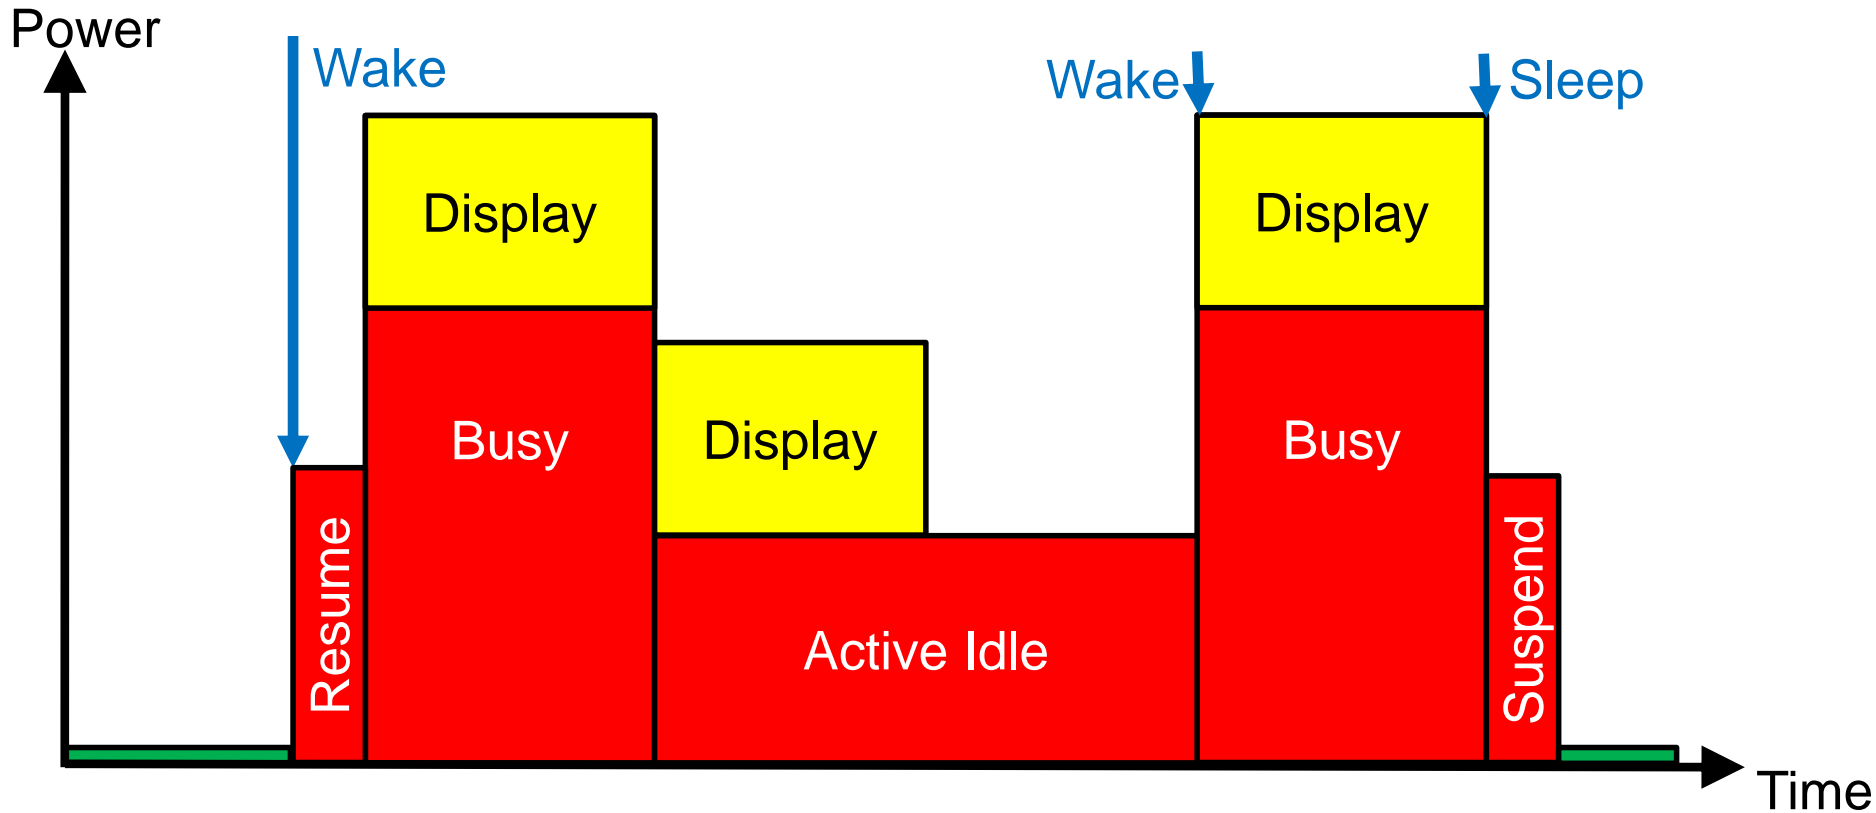 Power
Wake
Wake
Sleep
Display
Display
Busy
Display
Busy
Resume
Active Idle
Suspend
Time